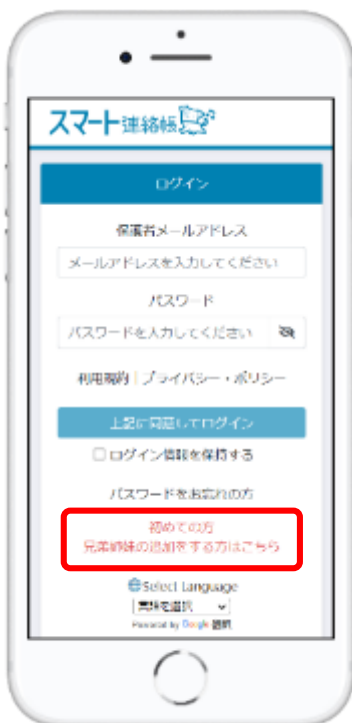 スマート連絡帳
ログイン
保護者メールアドレス
メールアドレスを入力してください
パスワード
パスワードを入力してください
利用規約 | プライバシー・ポリシー
上記に同意してログイン
ログイン情報を保持する
パスワードをお忘れの方
初めての方
兄弟姉妹の追加をする方はこちら
Select Language
言語を選択
Powered by Google 翻訳